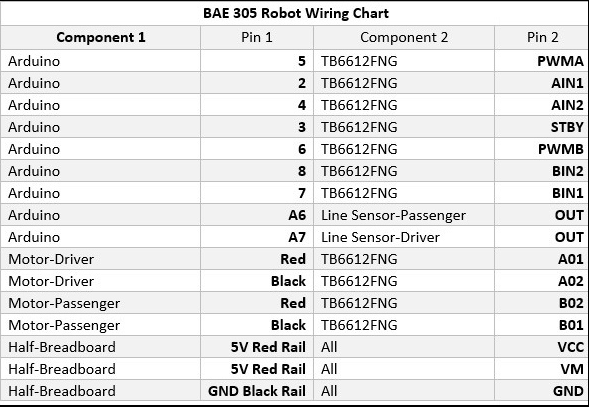 BAE 305 Robot Wiring Chart
Component 1 Pin 1 Component 2 Pin 2
Arduino 5 TB6612FNG PWMA
Arduino 2 TB6612FNG AIN1
Arduino 4 TB6612FNG AIN2
Arduino 3 TB6612FNG STBY
Arduino 6 TB6612FNG PWMB
Arduino 8 TB6612FNG BIN2
Arduino 7 TB6612FNG BIN1
Arduino A6 Line Sensor-Passenger OUT
Arduino A7 Line Sensor-Driver OUT
Motor-Driver Red TB6612FNG A01
Motor-Driver Black TB6612FNG A02
Motor-Passenger Red TB6612FNG B02
Motor-Passenger Black TB6612FNG B01
Half-Breadboard 5V Red Rail All VCC
Half-Breadboard 5V Red Rail All VM
Half-Breadboard GND Black Rail All GND